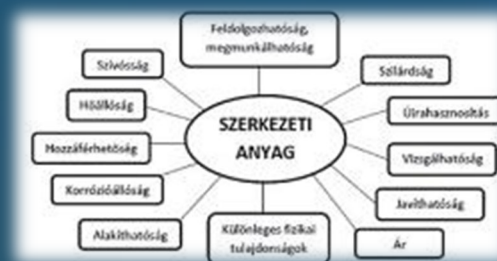 Feldolgozhatóság,
megmunkálhatóság
Szívósság
Szilárdság
Hőállóság
Újrahasznosítás
SZERKEZETI
ANYAG
Hozzáférhetőség
Vizsgálhatóság
Korrózióállóság
Javíthatóság
Alakíthatóság
Különleges fizikai
tulajdonságok
Ár